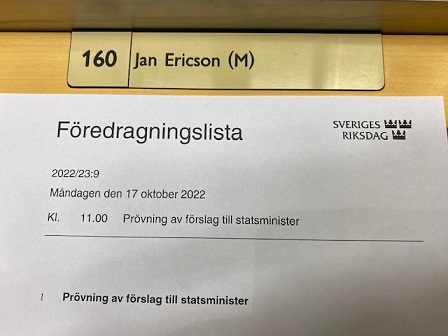 160 Jan Ericson (M)
SVERIGES
RIKSDAG
Föredragningslista
2022/23:9
Måndagen den 17 oktober 2022
Kl. 11.00 Prövning av förslag till statsminister
1 Prövning av förslag till statsminister